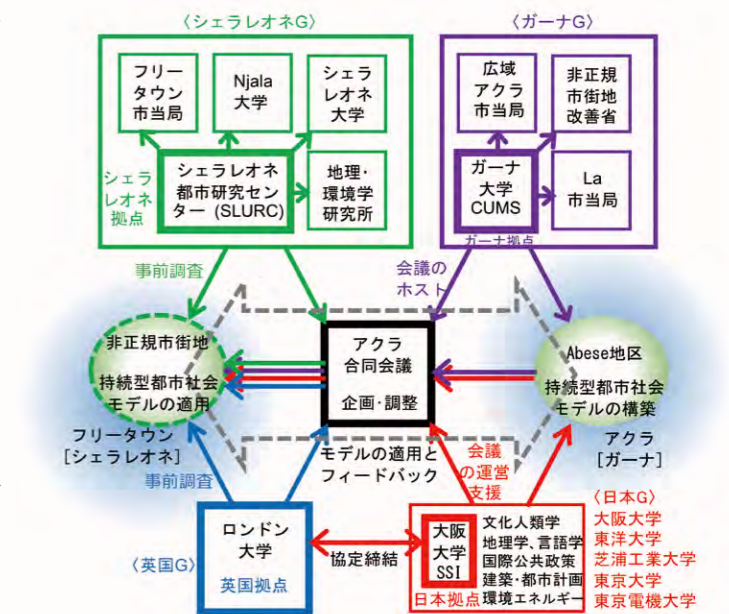 〈シェラレオネG〉
フリー
タウン
市当局
Njala
大学
シェラ
レオネ
大学
シェラ
レオネ
拠点
シェラレオネ
都市研究セン
ター (SLURC)
地理・
環境学
研究所
〈ガーナG〉
広域
アクラ
市当局
非正規
市街地
改善省
ガーナ
大学
CUMS
La
市当局
ガーナ拠点
事前調査
会議の
ホスト
非正規市街地
持続型都市社会
モデルの適用
フリータウン
[シェラレオネ]
アクラ
合同会議
企画・調整
Abese地区
持続型都市社会
モデルの構築
アクラ
[ガーナ]
モデルの適用と
フィードバック
事前調査
会議
の運営
支援
〈英国G〉
ロンドン
大学
英国拠点
協定締結
大阪
大学
SSI
日本拠点
文化人類学
地理学、言語学
国際公共政策
建築・都市計画
環境エネルギー
〈日本G〉
大阪大学
東洋大学
芝浦工業大学
東京大学
東京電機大学